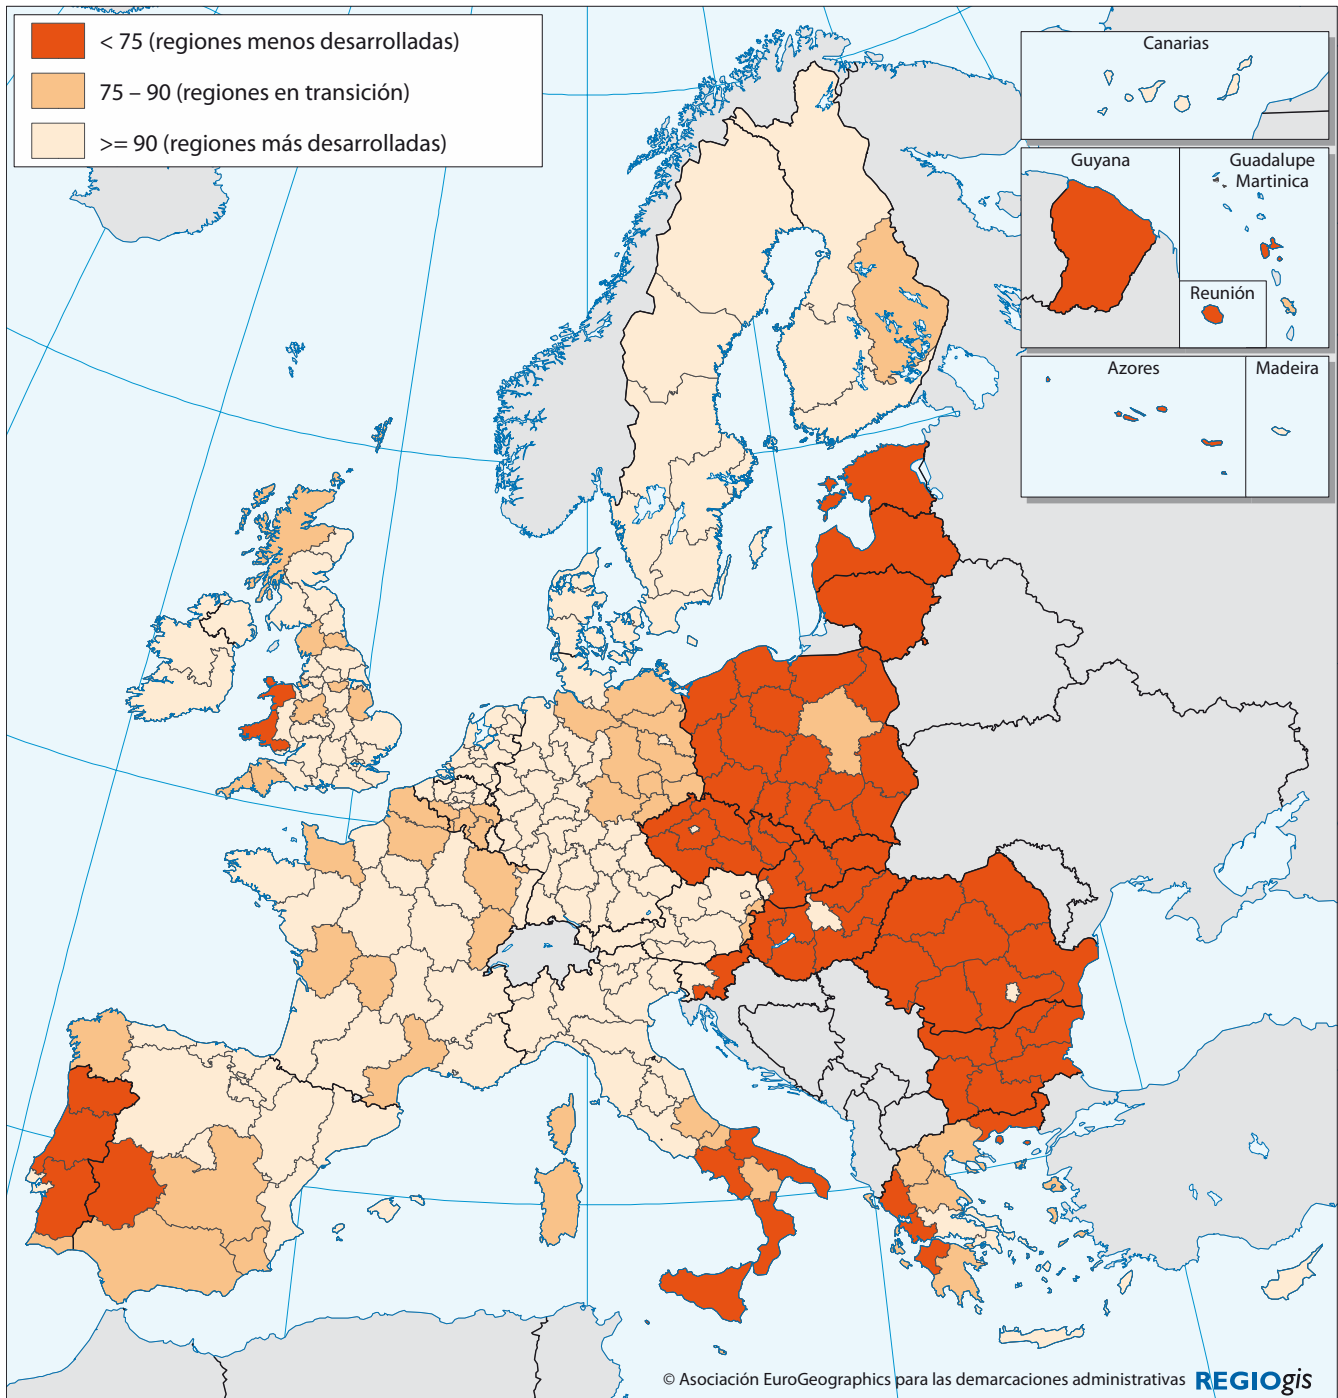 < 75 (regiones menos desarrolladas)
75 – 90 (regiones en transición)
>= 90 (regiones más desarrolladas)
Canarias
Guyana
Guadalupe
Martinica
Reunión
Azores
Madeira
© Asociación EuroGeographics para las demarcaciones administrativas REGIOgis